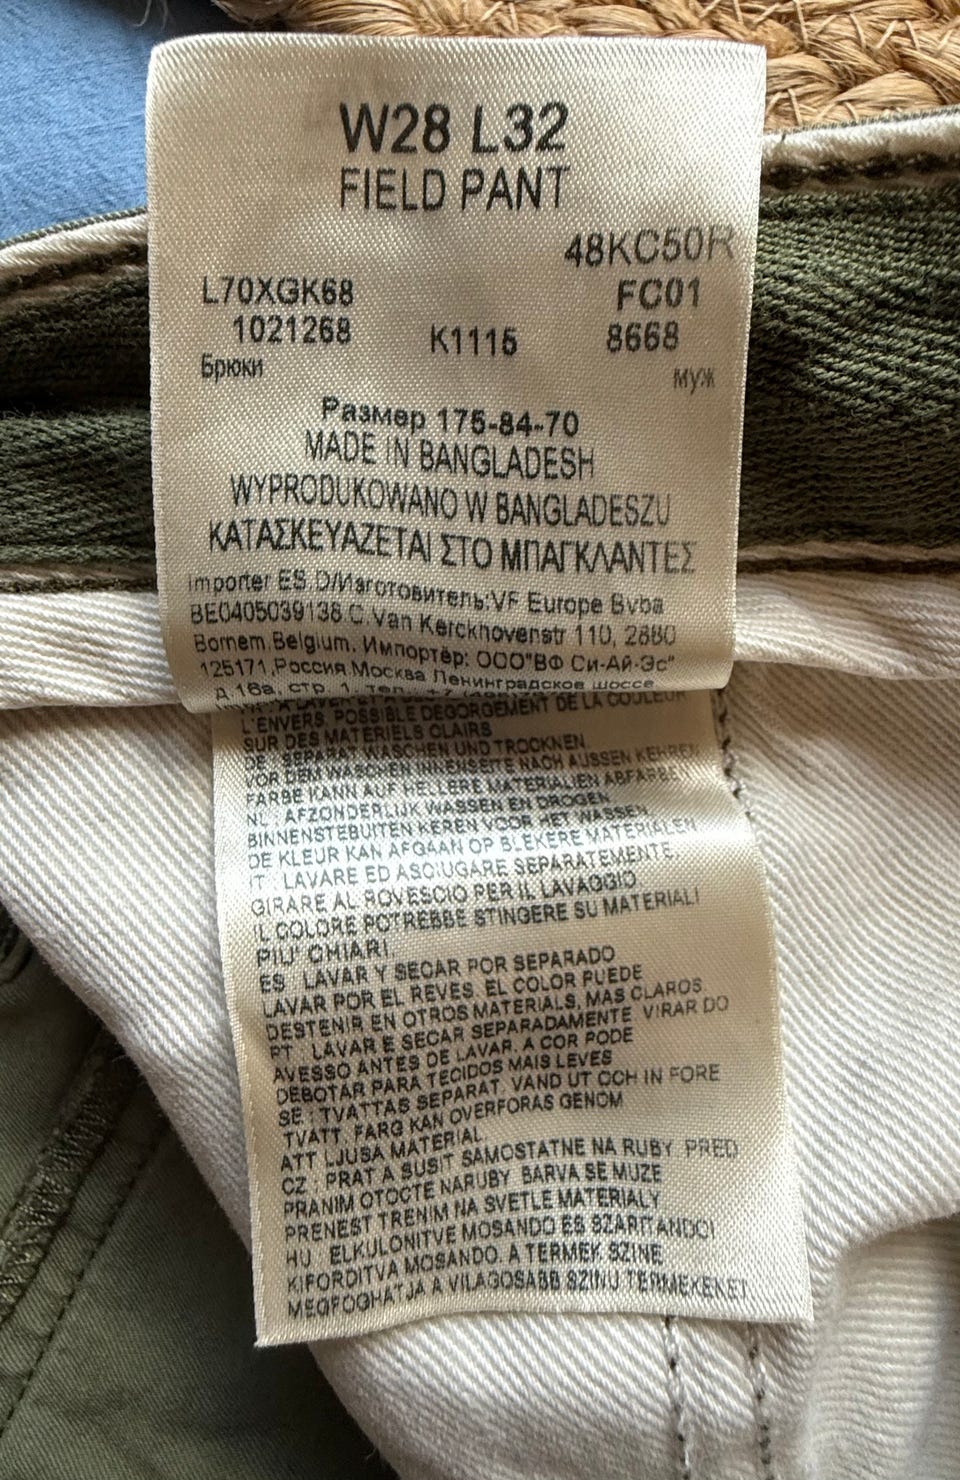 W28 L32
FIELD PANT
48KC50R
L70XGK68 FC01
1021268 K1115 8668
Брюки муж
Размер 175-84-70
MADE IN BANGLADESH
WYPRODUKOWANO W BANGLADESZU
ΚΑΤΑΣΚΕΥΑΖΕΤΑΙ ΣΤΟ ΜΠΑΓΚΛΑΝΤΕΣ
Importer ES.D/Изготовитель:VF Europe Bvba
BE0405039138.C.Van Kerckhovenstr 110, 2880
Bornem.Belgium. Импортёр: ООО"ВФ Си-Ай-Эс"
125171,Россия.Москва Ленинградское шоссе
д.16а, стр. 1, тел.
L'ENVERS. POSSIBLE DEGORGEMENT DE LA COULEUR
SUR DES MATERIELS CLAIRS
DE : SEPARAT WASCHEN UND TROCKNEN
VOR DEM WASCHEN INNENSEITE NACH AUSSEN KEHREN
FARBE KANN AUF HELLERE MATERIALIEN ABFARBEN
NL : AFZONDERLIJK WASSEN EN DROGEN
BINNENSTEBUITEN KEREN VOOR HET WASSEN
DE KLEUR KAN AFGAAN OP BLEKERE MATERIALEN
IT : LAVARE ED ASCIUGARE SEPARATEMENTE,
GIRARE AL ROVESCIO PER IL LAVAGGIO
IL COLORE POTREBBE STINGERE SU MATERIALI
PIU' CHIARI.
ES : LAVAR Y SECAR POR SEPARADO
LAVAR POR EL REVES. EL COLOR PUEDE
DESTENIR EN OTROS MATERIALS, MAS CLAROS
PT : LAVAR E SECAR SEPARADAMENTE. VIRAR DO
AVESSO ANTES DE LAVAR. A COR PODE
DEBOTAR PARA TECIDOS MAIS LEVES
SE : TVATTAS SEPARAT. VAND UT OCH IN FORE
TVATT. FARG KAN OVERFORAS GENOM
ATT LJUSA MATERIAL
CZ : PRAT A SUSIT SAMOSTATNE NA RUBY. PRED
PRANIM OTOCTE NARUBY. BARVA SE MUZE
PRENEST TRENIM NA SVETLE MATERIALY
HU : ELKULONITVE MOSANDO ES SZARITANDO!
KIFORDITVA MOSANDO. A TERMEK SZINE
MEGFOGHATJA A VILAGOSABB SZINU TERMEKEKET